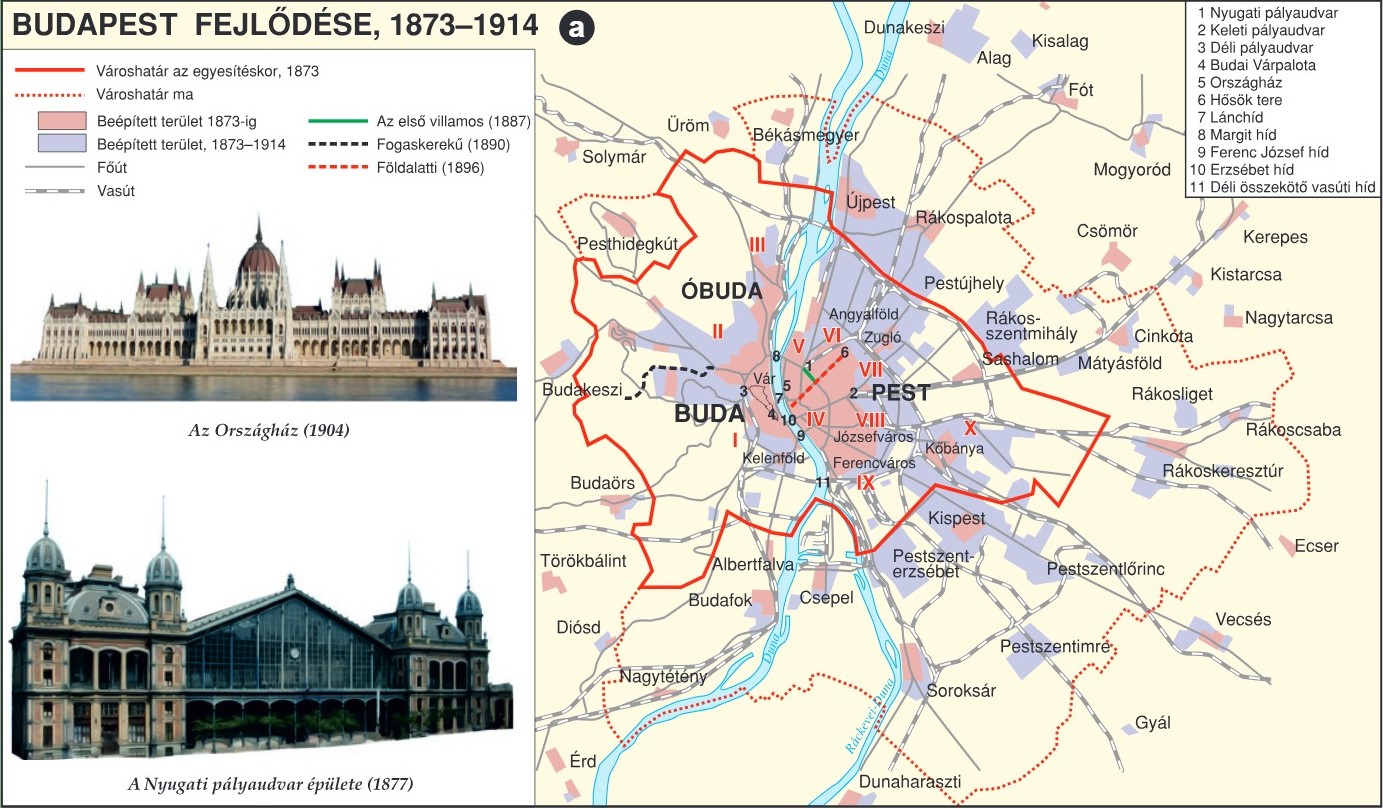 BUDAPEST FEJLŐDÉSE, 1873–1914
a
Városhatár az egyesítéskor, 1873
Városhatár ma
Beépített terület 1873-ig
Beépített terület, 1873–1914
Főút
Vasút
Az első villamos (1887)
Fogaskerekű (1890)
Földalatti (1896)
Az Országház (1904)
A Nyugati pályaudvar épülete (1877)
1 Nyugati pályaudvar
2 Keleti pályaudvar
3 Déli pályaudvar
4 Budai Várpalota
5 Országház
6 Hősök tere
7 Lánchíd
8 Margit híd
9 Ferenc József híd
10 Erzsébet híd
11 Déli összekötő vasúti híd
Dunakeszi
Alag
Kisalag
Duna
Fót
Üröm
Békásmegyer
Solymár
Mogyoród
Újpest
Rákospalota
Pesthidegkút
III
Csömör
Kerepes
Kistarcsa
ÓBUDA
Pestújhely
Angyalföld
Rákos-
szentmihály
Nagytarcsa
II
V
VI
Zugló
Cinkota
8
1
6
Sashalom
Mátyásföld
VII
Budakeszi
Vár
3
5
7
2
PEST
Rákosliget
BUDA
4
10
IV
VIII
X
Rákoscsaba
I
9
Józsefváros
Kőbánya
Kelenföld
Ferencváros
Rákoskeresztúr
Budaörs
11
IX
Kispest
Ecser
Törökbálint
Albertfalva
Pestszent-
erzsébet
Pestszentlőrinc
Budafok
Csepel
Diósd
Vecsés
Pestszentimre
Duna
Nagytétény
Soroksár
Ráckevei-Duna
Gyál
Érd
Dunaharaszti